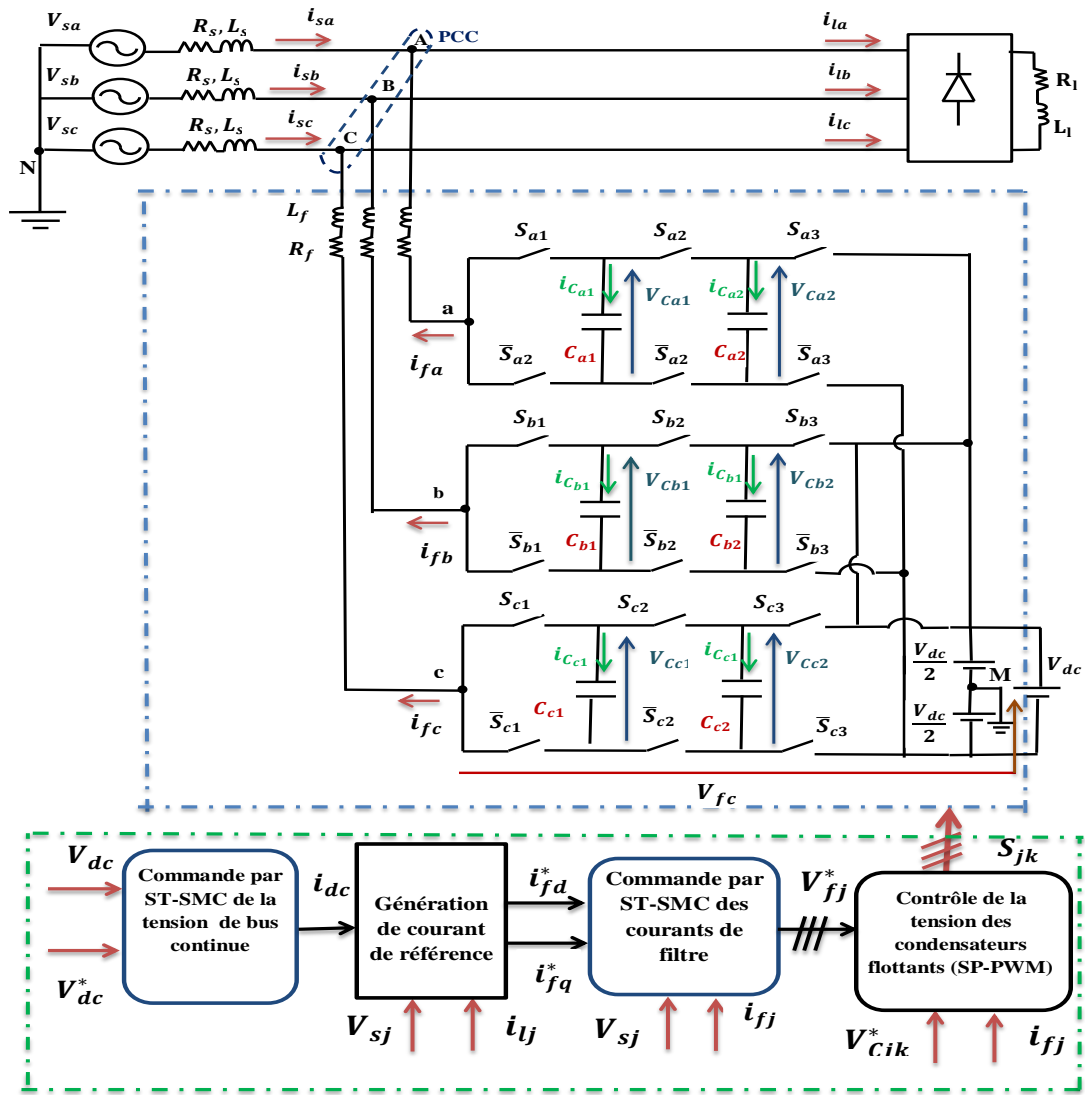 V_sa
R_s, L_s
i_sa
A
PCC
i_la
V_sb
R_s, L_s
i_sb
B
i_lb
R_l
V_sc
R_s, L_s
i_sc
C
i_lc
L_l
N
L_f
R_f
S_a1
S_a2
S_a3
i_Ca1
V_Ca1
i_Ca2
V_Ca2
a
i_fa
S̅_a2
C_a1
S̅_a2
C_a2
S̅_a3
S_b1
S_b2
S_b3
i_Cb1
V_Cb1
i_Cb1
V_Cb2
b
i_fb
S̅_b1
C_b1
S̅_b2
C_b2
S̅_b3
S_c1
S_c2
S_c3
i_Cc1
V_Cc1
i_Cc1
V_Cc2
c
i_fc
S̅_c1
C_c1
S̅_c2
C_c2
S̅_c3
V_dc/2
M
V_dc
V_dc/2
V_fc
S_jk
V_dc
V*_dc
Commande par
ST-SMC de la
tension de bus
continue
i_dc
Génération
de courant
de référence
V_sj
i_lj
i*_fd
i*_fq
Commande par
ST-SMC des
courants de
filtre
V_sj
i_fj
V*_fj
Contrôle de la
tension des
condensateurs
flottants (SP-PWM)
V*_Cjk
i_fj